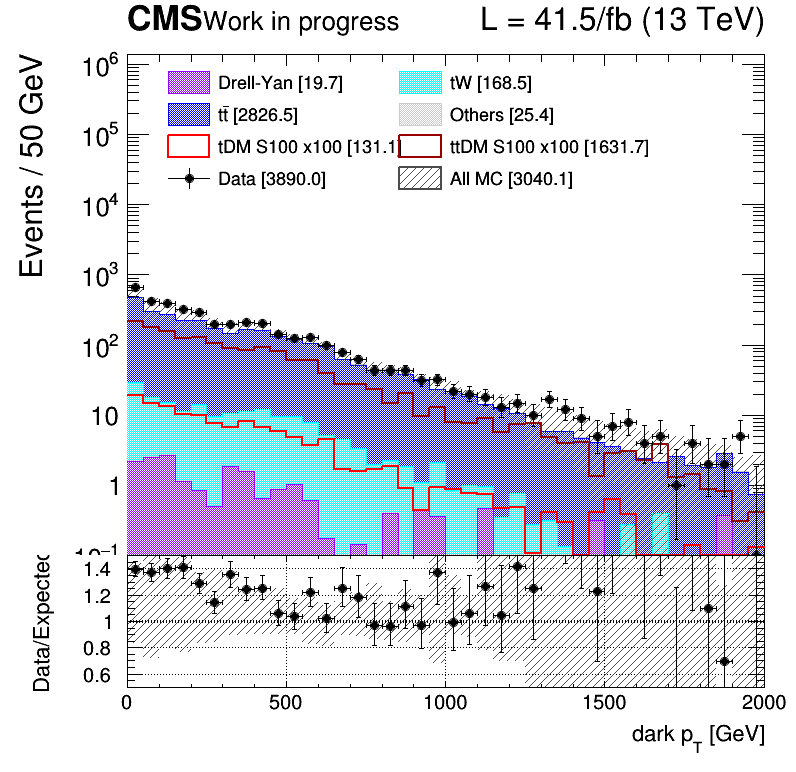 CMS Work in progress L = 41.5/fb (13 TeV)
Events / 50 GeV
10⁶
10⁵
10⁴
10³
10²
10
1
10⁻¹
Drell-Yan [19.7] tW [168.5]
tt̄ [2826.5] Others [25.4]
tDM S100 x100 [131.1] ttDM S100 x100 [1631.7]
Data [3890.0] All MC [3040.1]
Data/Expected
1.4
1.2
1
0.8
0.6
0 500 1000 1500 2000
dark p_T [GeV]